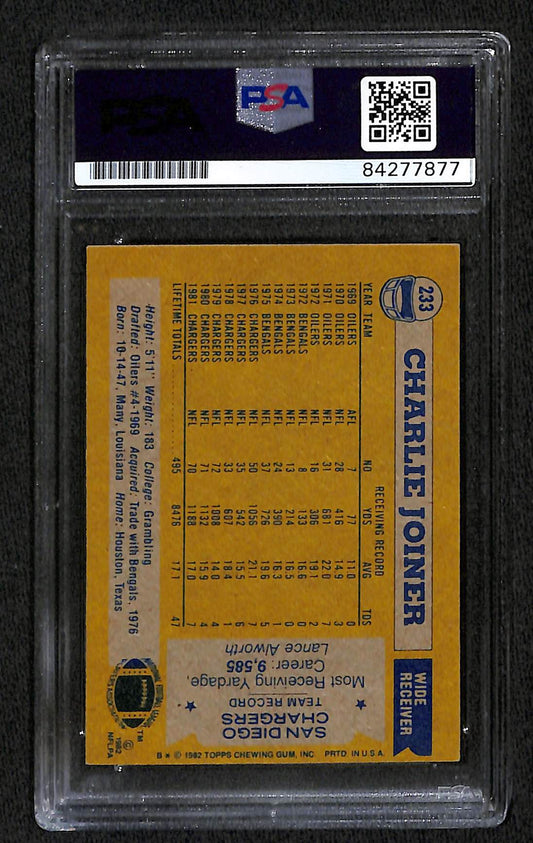 PSA
PSA
84277877
233
CHARLIE JOINER
WIDE
RECEIVER
RECEIVING RECORD
YEAR TEAM NO YDS AVG TDS
1969 OILERS AFL 7 77 11.0 0
1970 OILERS NFL 28 416 14.9 3
1971 OILERS NFL 31 681 22.0 7
1972 OILERS NFL 16 306 19.1 2
1972 BENGALS NFL 8 133 16.6 0
1973 BENGALS NFL 13 214 16.5 0
1974 BENGALS NFL 24 390 16.3 1
1975 BENGALS NFL 37 726 19.6 5
1976 CHARGERS NFL 50 1056 21.1 7
1977 CHARGERS NFL 35 542 15.5 6
1978 CHARGERS NFL 33 607 18.4 1
1979 CHARGERS NFL 72 1008 14.0 4
1980 CHARGERS NFL 71 1132 15.9 4
1981 CHARGERS NFL 70 1188 17.0 7
LIFETIME TOTALS 495 8476 17.1 47
Height: 5'11" Weight: 183 College: Grambling
Drafted: Oilers #4-1969 Acquired: Trade with Bengals, 1976
Born: 10-14-47, Many, Louisiana Home: Houston, Texas
SAN DIEGO
CHARGERS
TEAM RECORD
Most Receiving Yardage,
Career: 9,585
Lance Alworth
TM
© 1982
NFLPA
B * © 1982 TOPPS CHEWING GUM, INC. PRTD. IN U.S.A.
PSA